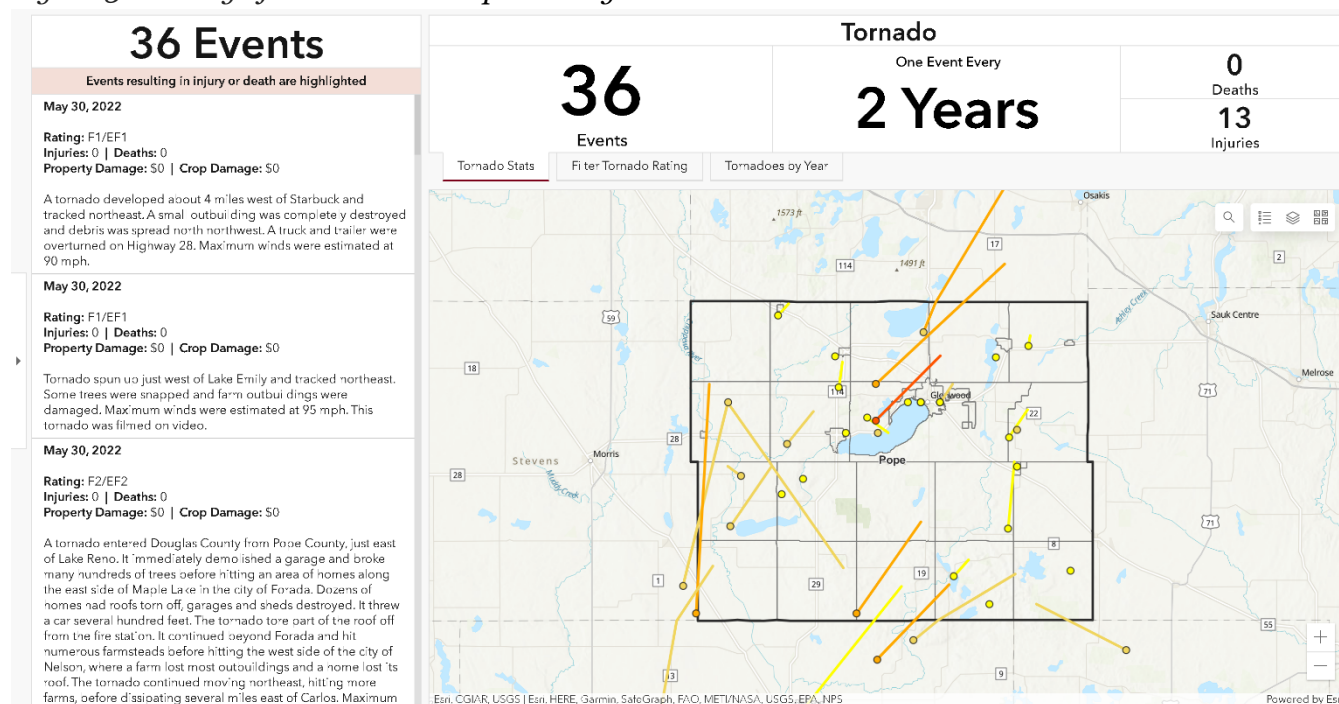 36 Events
Events resulting in injury or death are highlighted
May 30, 2022
Rating: F1/EF1
Injuries: 0 | Deaths: 0
Property Damage: $0 | Crop Damage: $0
A tornado developed about 4 miles west of Starbuck and
tracked northeast. A small outbuilding was completely destroyed
and debris was spread north northwest. A truck and trailer were
overturned on Highway 28. Maximum winds were estimated at
90 mph.
May 30, 2022
Rating: F1/EF1
Injuries: 0 | Deaths: 0
Property Damage: $0 | Crop Damage: $0
Tornado spun up just west of Lake Emily and tracked northeast.
Some trees were snapped and farm outbuildings were
damaged. Maximum winds were estimated at 95 mph. This
tornado was filmed on video.
May 30, 2022
Rating: F2/EF2
Injuries: 0 | Deaths: 0
Property Damage: $0 | Crop Damage: $0
A tornado entered Douglas County from Pope County, just east
of Lake Reno. It immediately demolished a garage and broke
many hundreds of trees before hitting an area of homes along
the east side of Maple Lake in the city of Forada. Dozens of
homes had roofs torn off, garages and sheds destroyed. It threw
a car several hundred feet. The tornado tore part of the roof off
from the fire station. It continued beyond Forada and hit
numerous farmsteads before hitting the west side of the city of
Nelson, where a farm lost most outbuildings and a home lost its
roof. The tornado continued moving northeast, hitting more
farms, before dissipating several miles east of Carlos. Maximum
Tornado
36
Events
One Event Every
2 Years
0
Deaths
13
Injuries
Tornado Stats
Filter Tornado Rating
Tornadoes by Year
Osakis
1573 ft
17
2
114
1491 ft
59
Ashley Creek
Sauk Centre
18
Melrose
114
Glenwood
71
22
28
Morris
Stevens
Pope
28
Muddy Creek
71
8
1
29
19
55
13
9
Esri, CGIAR, USGS | Esri, HERE, Garmin, SafeGraph, FAO, METI/NASA, USGS, EPA, NPS
Powered by Esri